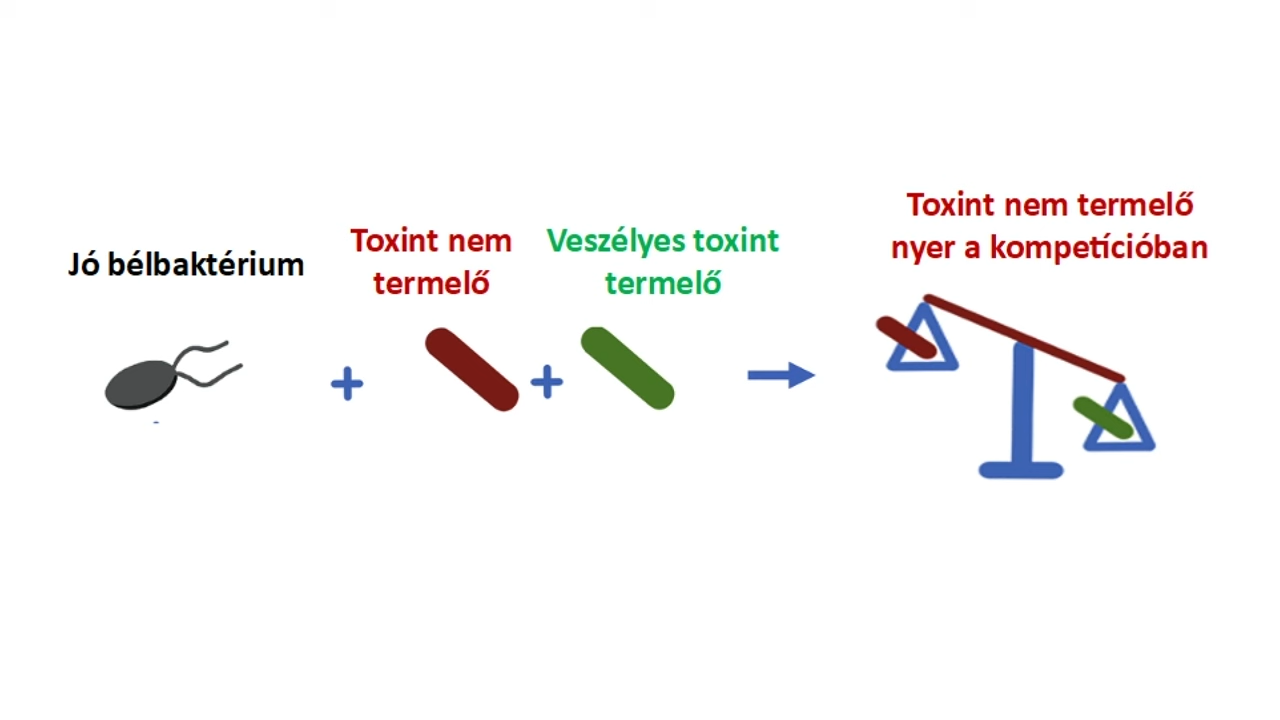 Jó bélbaktérium
Toxint nem
termelő
Veszélyes toxint
termelő
Toxint nem termelő
nyer a kompetícióban